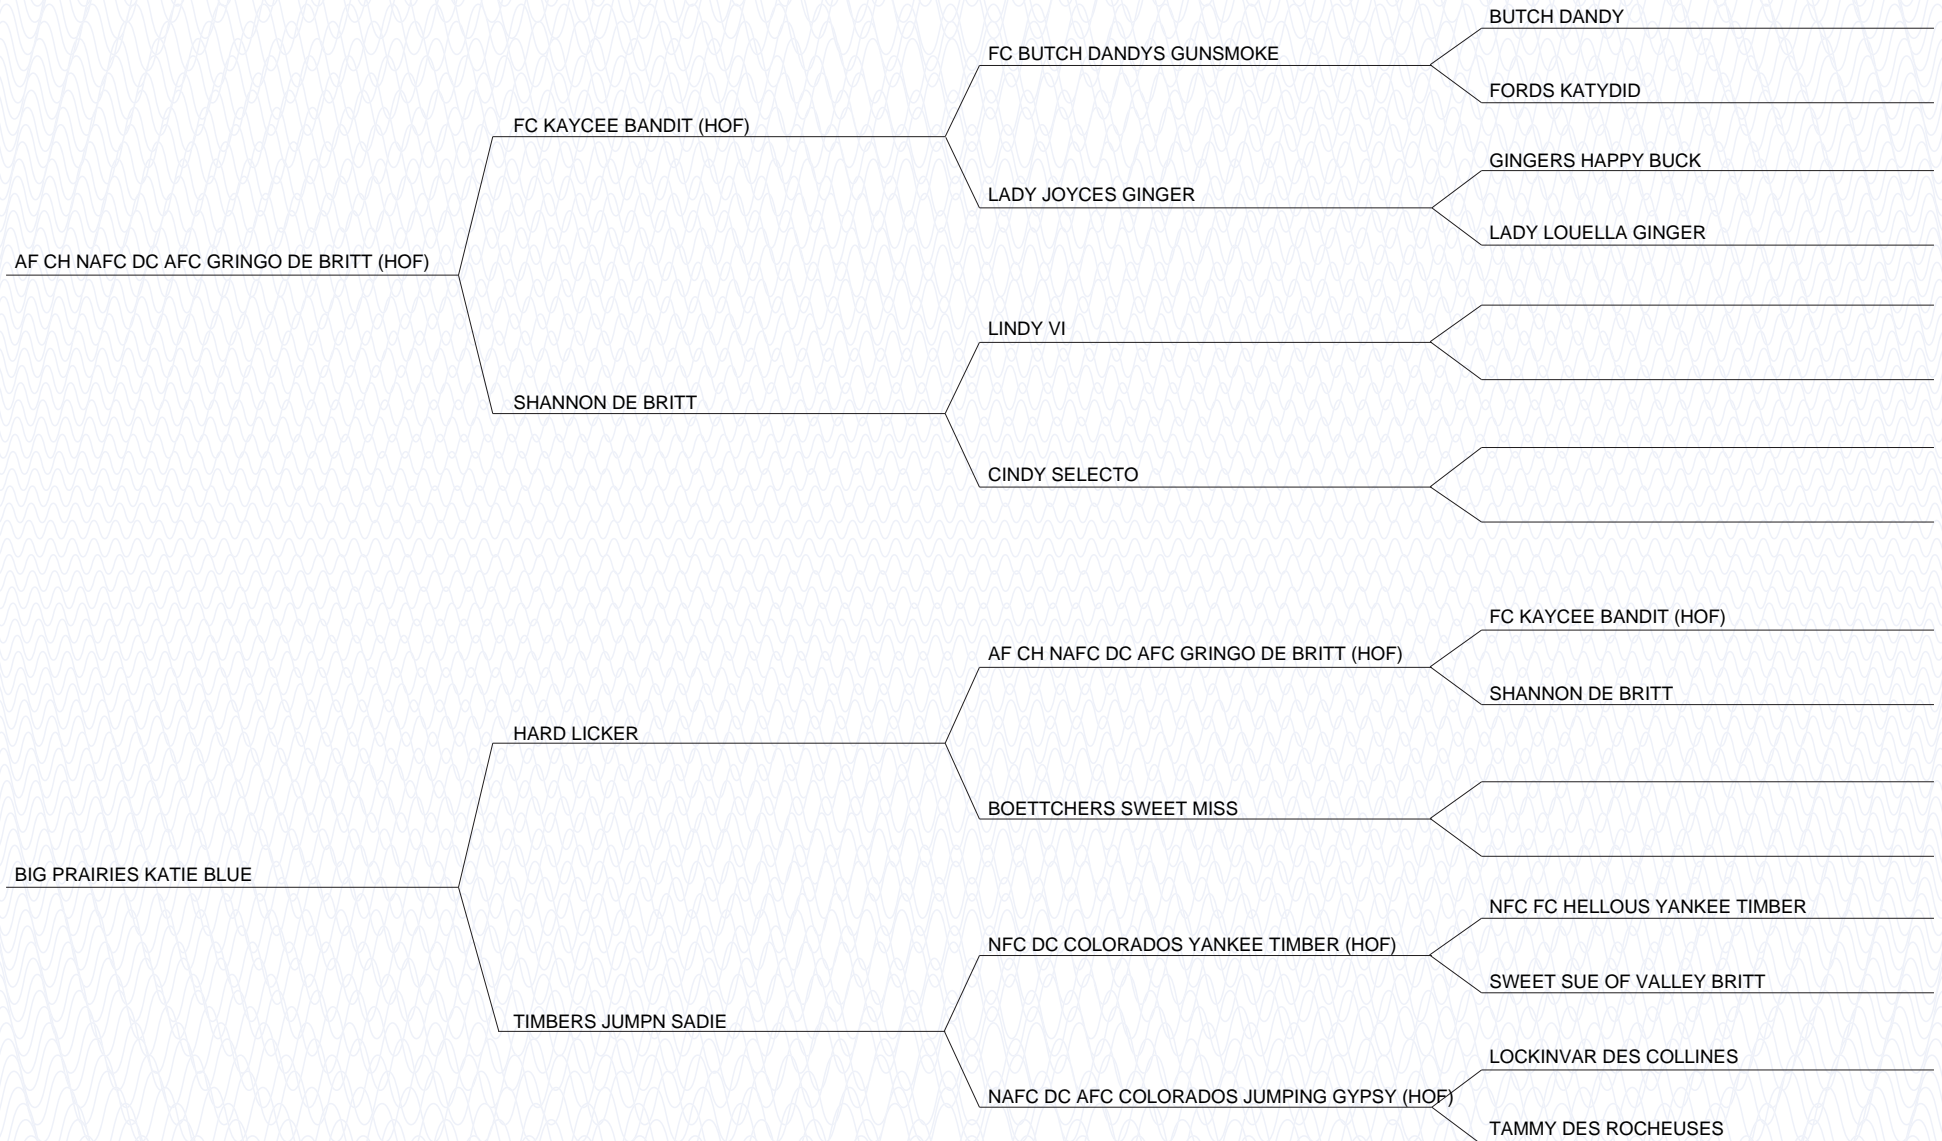 BUTCH DANDY
FC BUTCH DANDYS GUNSMOKE
FORDS KATYDID
FC KAYCEE BANDIT (HOF)
GINGERS HAPPY BUCK
LADY JOYCES GINGER
LADY LOUELLA GINGER
AF CH NAFC DC AFC GRINGO DE BRITT (HOF)
LINDY VI
SHANNON DE BRITT
CINDY SELECTO
FC KAYCEE BANDIT (HOF)
AF CH NAFC DC AFC GRINGO DE BRITT (HOF)
SHANNON DE BRITT
HARD LICKER
BOETTCHERS SWEET MISS
BIG PRAIRIES KATIE BLUE
NFC FC HELLOUS YANKEE TIMBER
NFC DC COLORADOS YANKEE TIMBER (HOF)
SWEET SUE OF VALLEY BRITT
TIMBERS JUMPN SADIE
LOCKINVAR DES COLLINES
NAFC DC AFC COLORADOS JUMPING GYPSY (HOF)
TAMMY DES ROCHEUSES